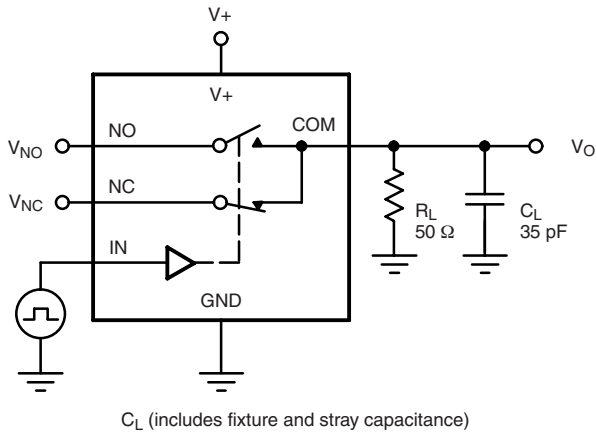 V+
V+
NO
COM
V_NO
V_O
NC
V_NC
R_L
50 Ω
C_L
35 pF
IN
GND
C_L (includes fixture and stray capacitance)